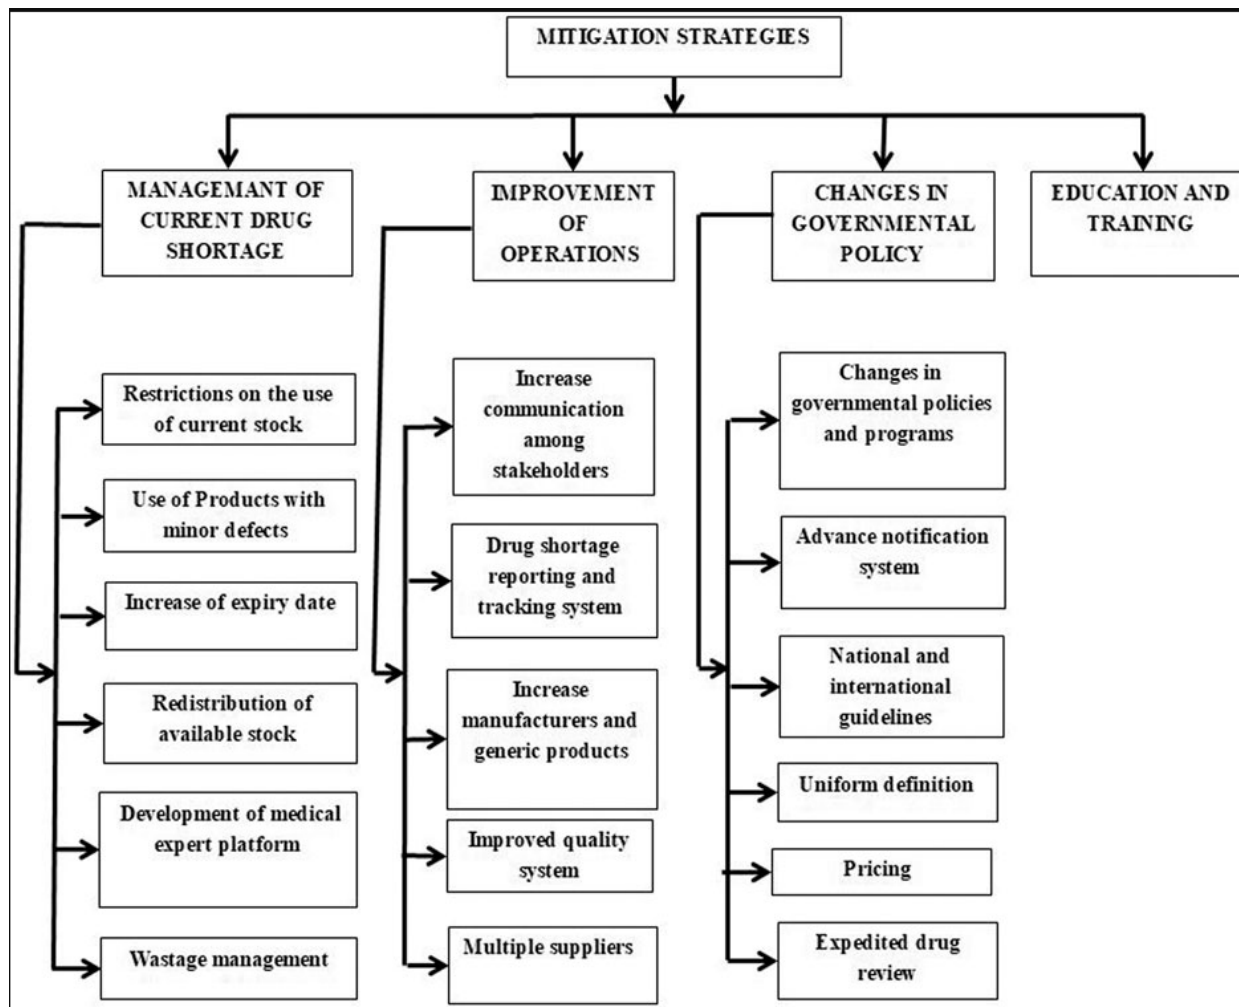 MITIGATION STRATEGIES
MANAGEMANT OF
CURRENT DRUG
SHORTAGE
IMPROVEMENT
OF
OPERATIONS
CHANGES IN
GOVERNMENTAL
POLICY
EDUCATION AND
TRAINING
Restrictions on the use
of current stock
Use of Products with
minor defects
Increase of expiry date
Redistribution of
available stock
Development of medical
expert platform
Wastage management
Increase
communication
among
stakeholders
Drug shortage
reporting and
tracking system
Increase
manufacturers and
generic products
Improved quality
system
Multiple suppliers
Changes in
governmental policies
and programs
Advance notification
system
National and
international
guidelines
Uniform definition
Pricing
Expedited drug
review